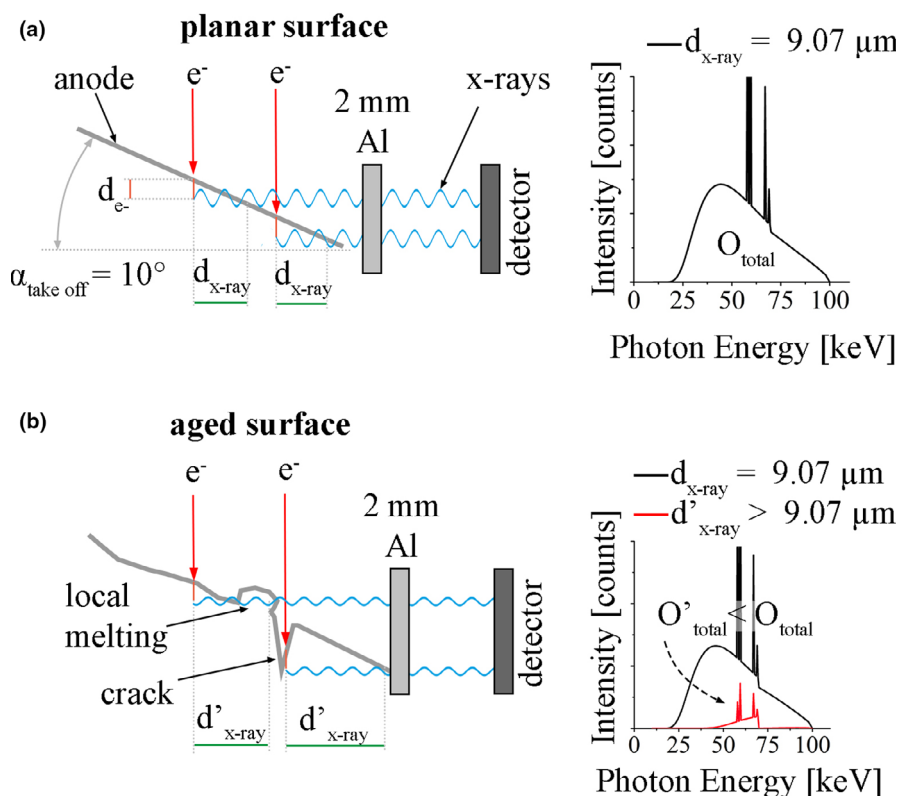 (a)
planar surface
anode
e-
e-
2 mm
Al
x-rays
detector
de-
αtake off = 10°
dx-ray
dx-ray
dx-ray = 9.07 µm
Intensity [counts]
Ototal
0 25 50 75 100
Photon Energy [keV]
(b)
aged surface
e-
e-
2 mm
Al
local
melting
crack
detector
d’x-ray
d’x-ray
dx-ray = 9.07 µm
d’x-ray > 9.07 µm
Intensity [counts]
O’total < Ototal
0 25 50 75 100
Photon Energy [keV]